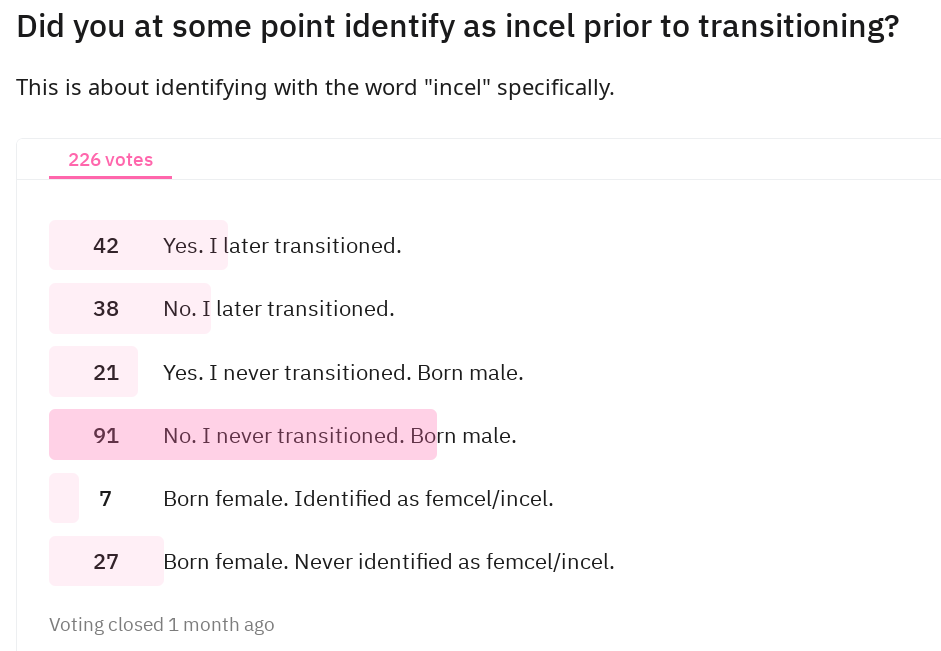 Did you at some point identify as incel prior to transitioning?
This is about identifying with the word "incel" specifically.
226 votes
42 Yes. I later transitioned.
38 No. I later transitioned.
21 Yes. I never transitioned. Born male.
91 No. I never transitioned. Born male.
7 Born female. Identified as femcel/incel.
27 Born female. Never identified as femcel/incel.
Voting closed 1 month ago